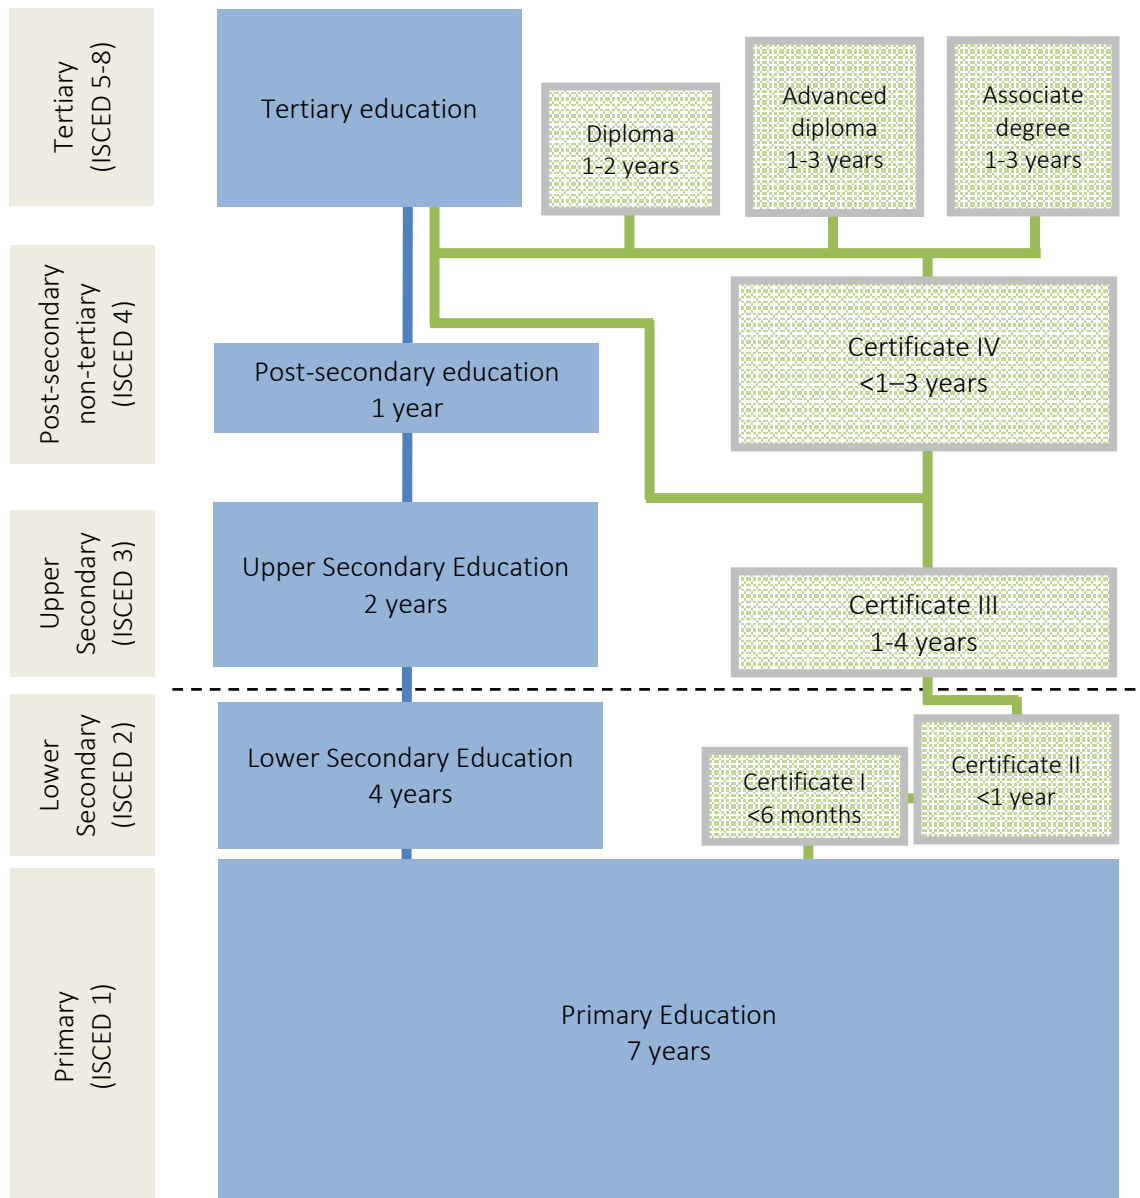 Tertiary
(ISCED 5-8)
Tertiary education
Diploma
1-2 years
Advanced
diploma
1-3 years
Associate
degree
1-3 years
Post-secondary
non-tertiary
(ISCED 4)
Post-secondary education
1 year
Certificate IV
<1–3 years
Upper
Secondary
(ISCED 3)
Upper Secondary Education
2 years
Certificate III
1-4 years
Lower
Secondary
(ISCED 2)
Lower Secondary Education
4 years
Certificate I
<6 months
Certificate II
<1 year
Primary
(ISCED 1)
Primary Education
7 years